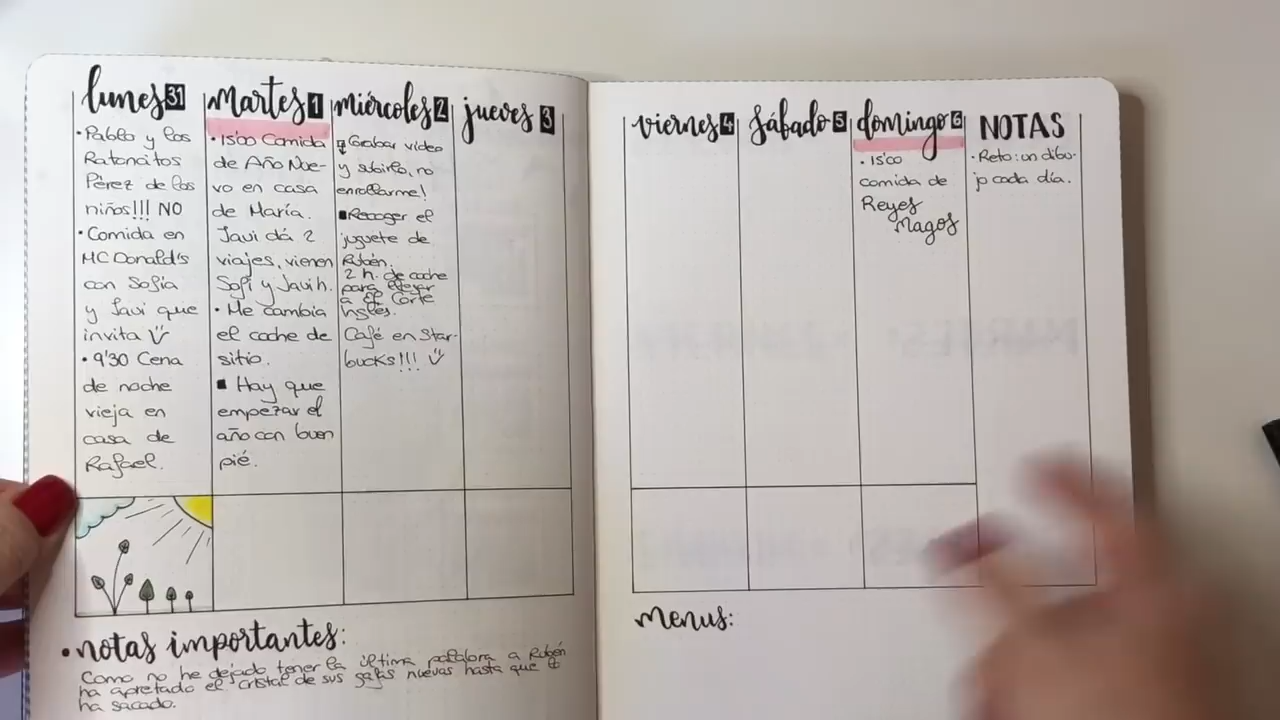 lunes 31
• Pablo y los
Ratoncitos
Pérez de los
niños!!! NO
• Comida en
MC Donald's
con Sofía
y Javi que
invita
• 9'30 Cena
de noche
vieja en
casa de
Rafael.
Martes 1
• 15'00 Comida
de Año Nue-
vo en casa
de María.
Javi dá 2
viajes, vienen
Sofi y Javi h.
• Me cambia
el coche de
sitio.
▪ Hay que
empezar el
año con buen
pié.
miércoles 2
Grabar vídeo
y subirlo, no
enrollarme!
▪ Recoger el
juguete de
Rubén.
2 h. de coche
para llegar
a El Corte
Inglés.
Café en Star-
bucks!!!
jueves 3
viernes 4
Sábado 5
domingo 6
• 15'00
comida de
Reyes
Magos
NOTAS
• Reto: un dibu-
jo cada día.
• notas importantes:
Como no he dejado tener la última palabra a Rubén
ha apretado el cristal de sus gafas nuevas hasta que lo
ha sacado.
Menus: